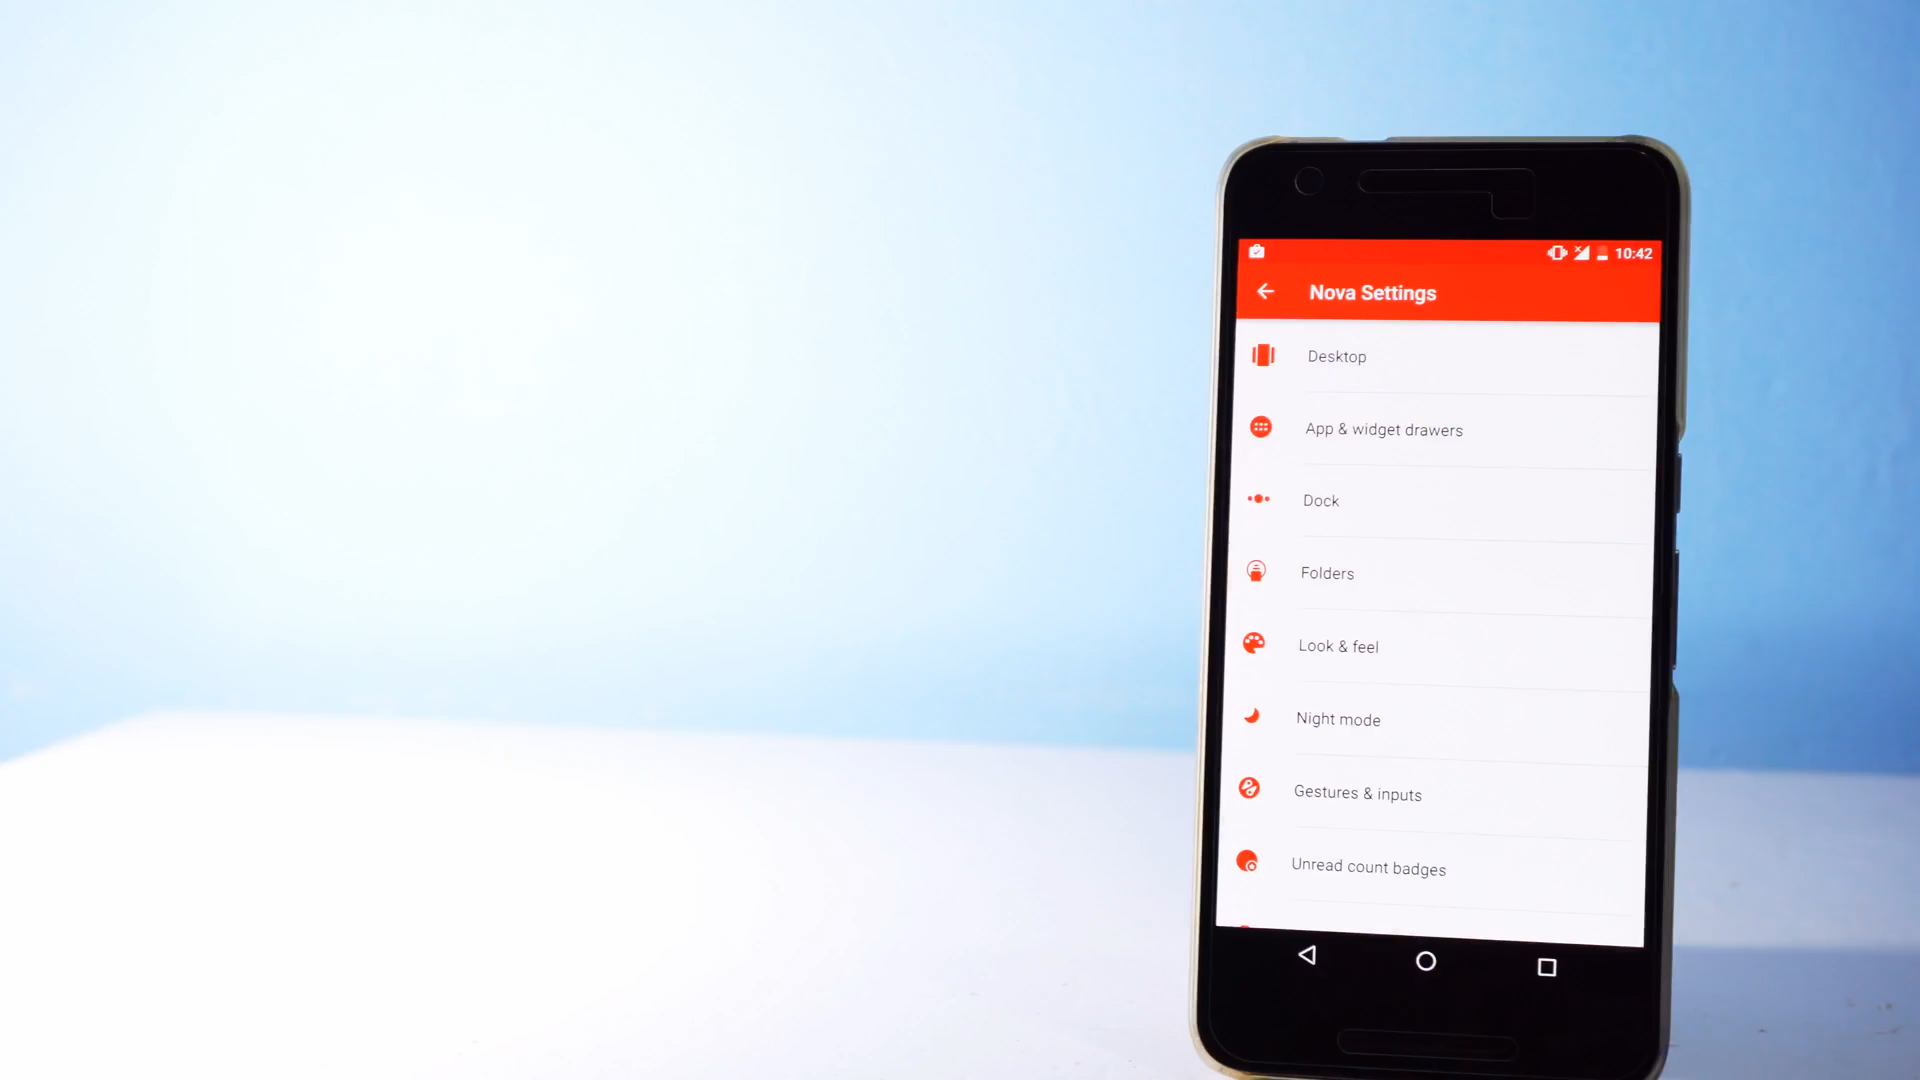 10:42
Nova Settings
Desktop
App & widget drawers
Dock
Folders
Look & feel
Night mode
Gestures & inputs
Unread count badges